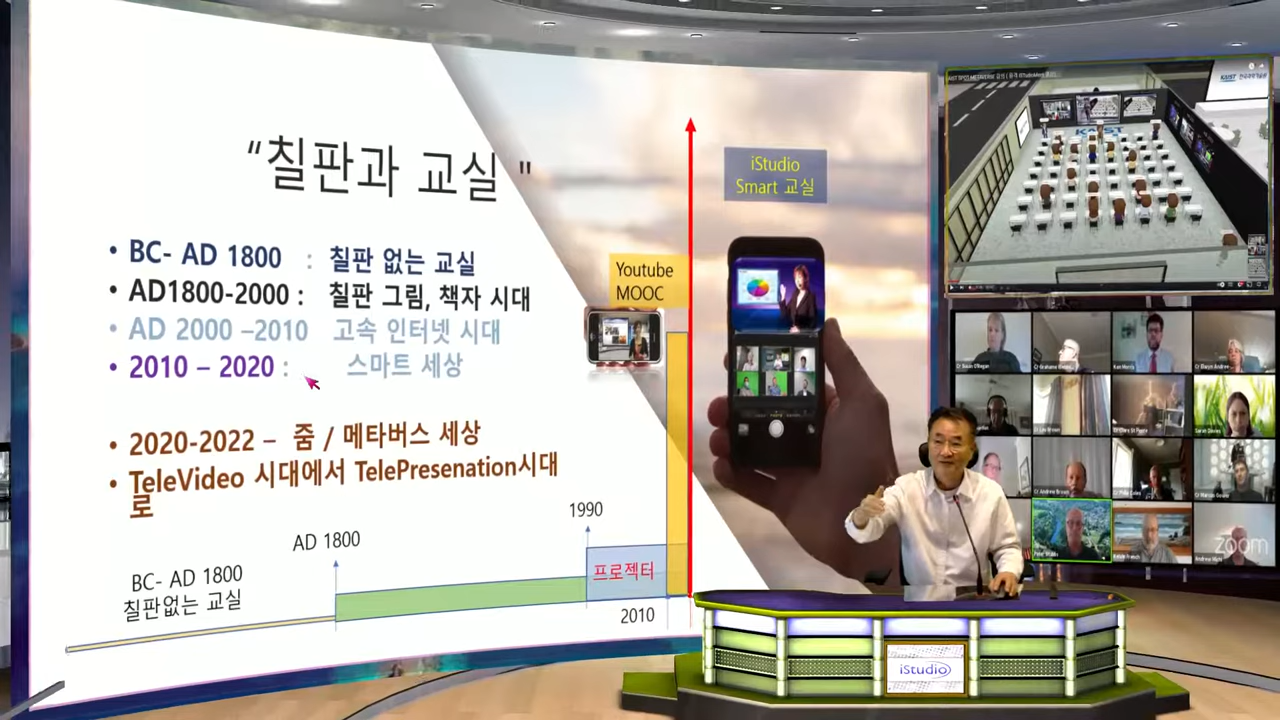 “칠판과 교실 "
• BC- AD 1800 : 칠판 없는 교실
• AD1800-2000 : 칠판 그림, 책자 시대
• AD 2000 –2010 고속 인터넷 시대
• 2010 – 2020 : 스마트 세상
• 2020-2022 – 줌 / 메타버스 세상
• TeleVideo 시대에서 TelePresenation시대
로
BC- AD 1800
칠판없는 교실
AD 1800
1990
프로젝터
2010
Youtube
MOOC
iStudio
Smart 교실
KAIST
KAIST
Sarah Davies
zoom
iStudio